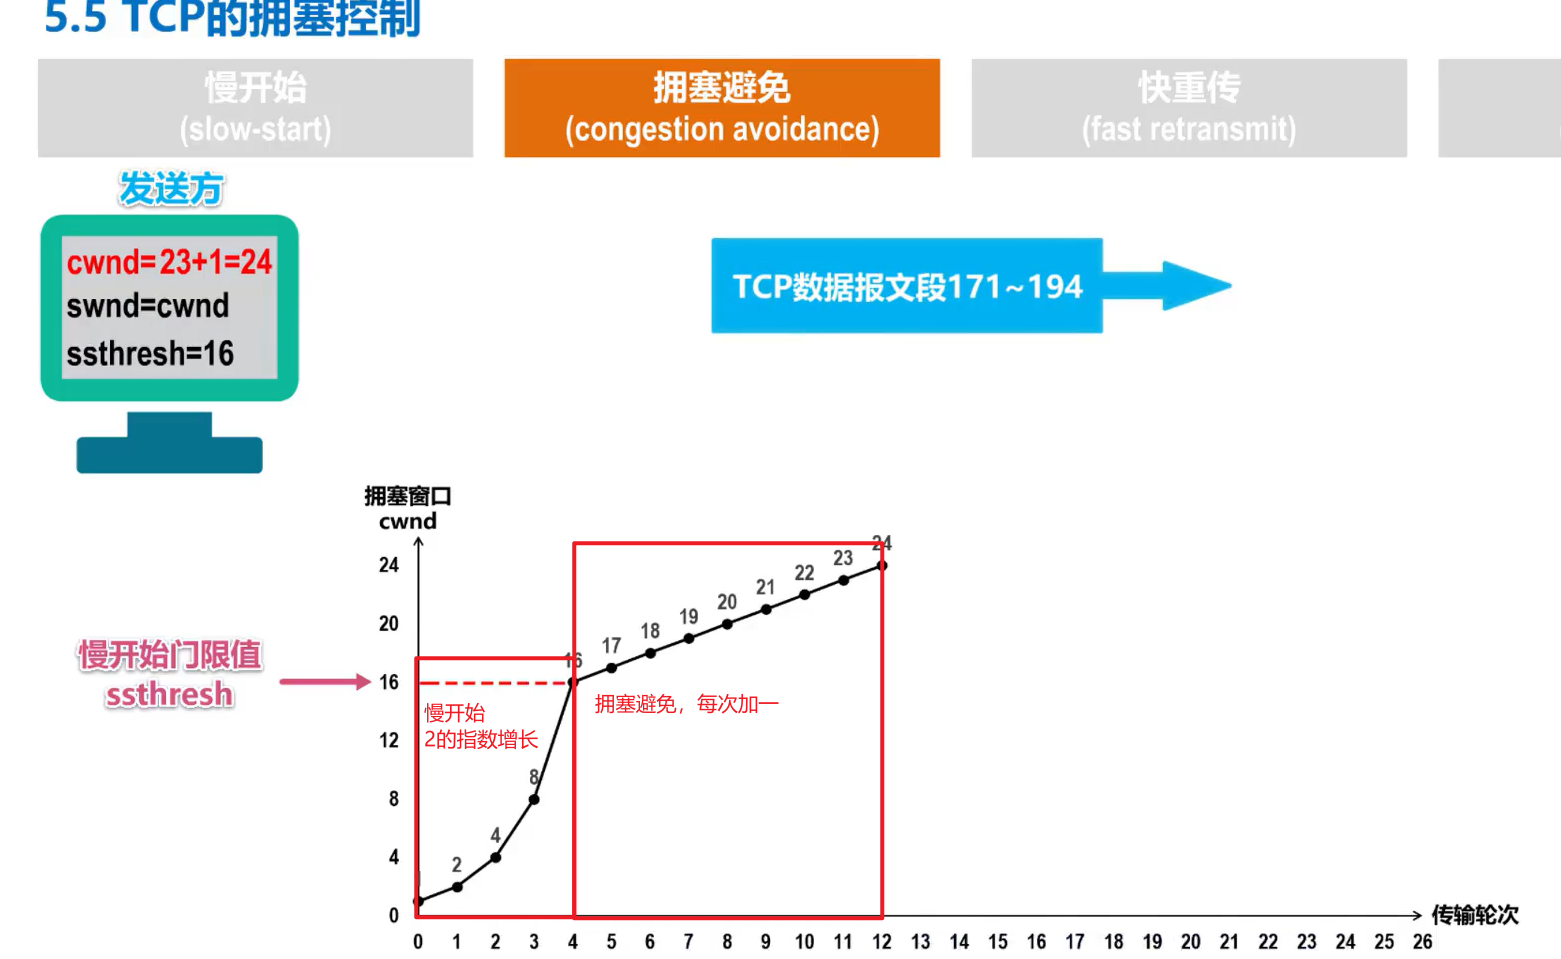 5.5 TCP的拥塞控制
慢开始
(slow-start)
拥塞避免
(congestion avoidance)
快重传
(fast retransmit)
发送方
cwnd=23+1=24
swnd=cwnd
ssthresh=16
TCP数据报文段171~194
拥塞窗口
cwnd
24
20
16
12
8
4
0
慢开始门限值
ssthresh
2
4
8
16
17
18
19
20
21
22
23
24
慢开始
2的指数增长
拥塞避免，每次加一
0 1 2 3 4 5 6 7 8 9 10 11 12 13 14 15 16 17 18 19 20 21 22 23 24 25 26
传输轮次